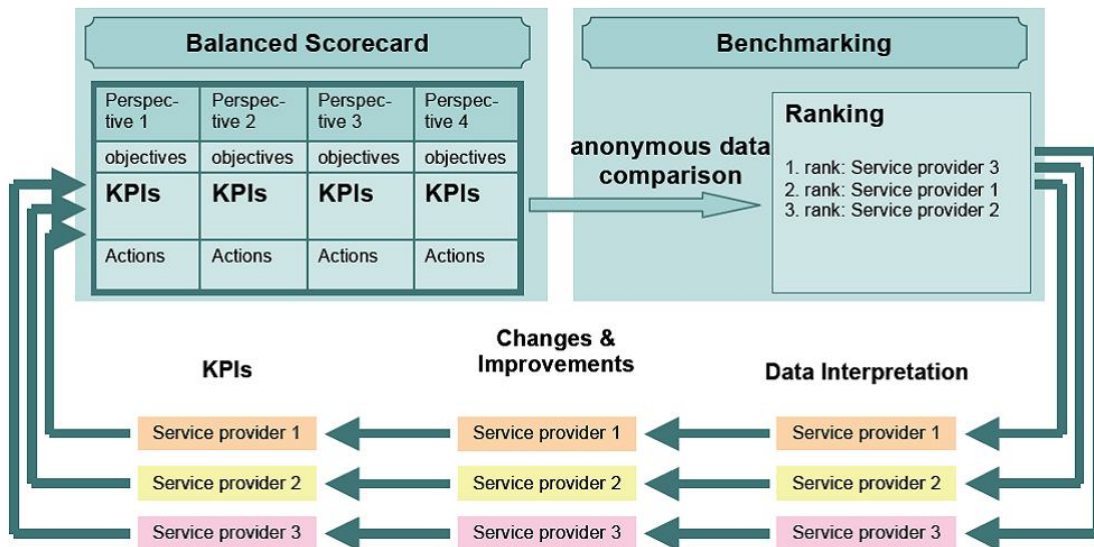 Balanced Scorecard
Perspec-
tive 1
Perspec-
tive 2
Perspec-
tive 3
Perspec-
tive 4
objectives
objectives
objectives
objectives
KPIs
KPIs
KPIs
KPIs
Actions
Actions
Actions
Actions
anonymous data
comparison
Benchmarking
Ranking
1. rank: Service provider 3
2. rank: Service provider 1
3. rank: Service provider 2
KPIs
Changes &
Improvements
Data Interpretation
Service provider 1
Service provider 1
Service provider 1
Service provider 2
Service provider 2
Service provider 2
Service provider 3
Service provider 3
Service provider 3